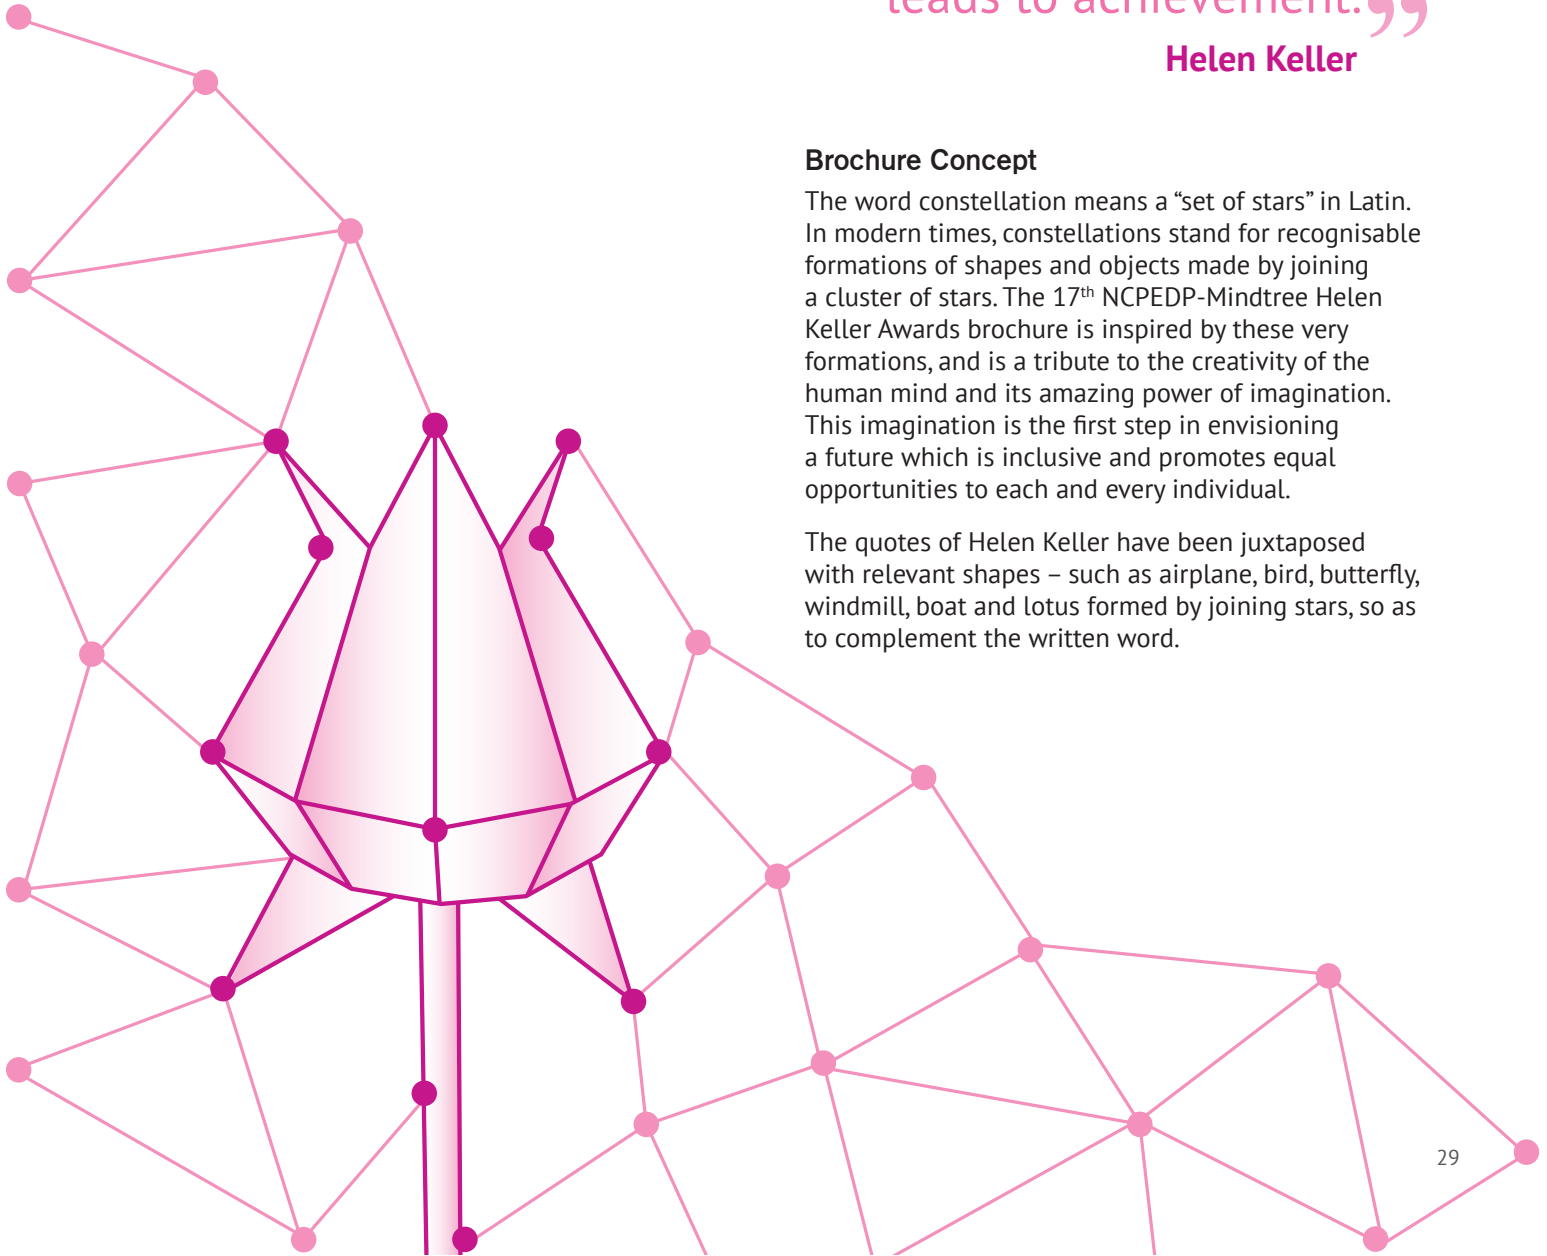 leads to achievement.”
Helen Keller
Brochure Concept
The word constellation means a “set of stars” in Latin.
In modern times, constellations stand for recognisable
formations of shapes and objects made by joining
a cluster of stars. The 17th NCPEDP-Mindtree Helen
Keller Awards brochure is inspired by these very
formations, and is a tribute to the creativity of the
human mind and its amazing power of imagination.
This imagination is the first step in envisioning
a future which is inclusive and promotes equal
opportunities to each and every individual.
The quotes of Helen Keller have been juxtaposed
with relevant shapes – such as airplane, bird, butterfly,
windmill, boat and lotus formed by joining stars, so as
to complement the written word.
29